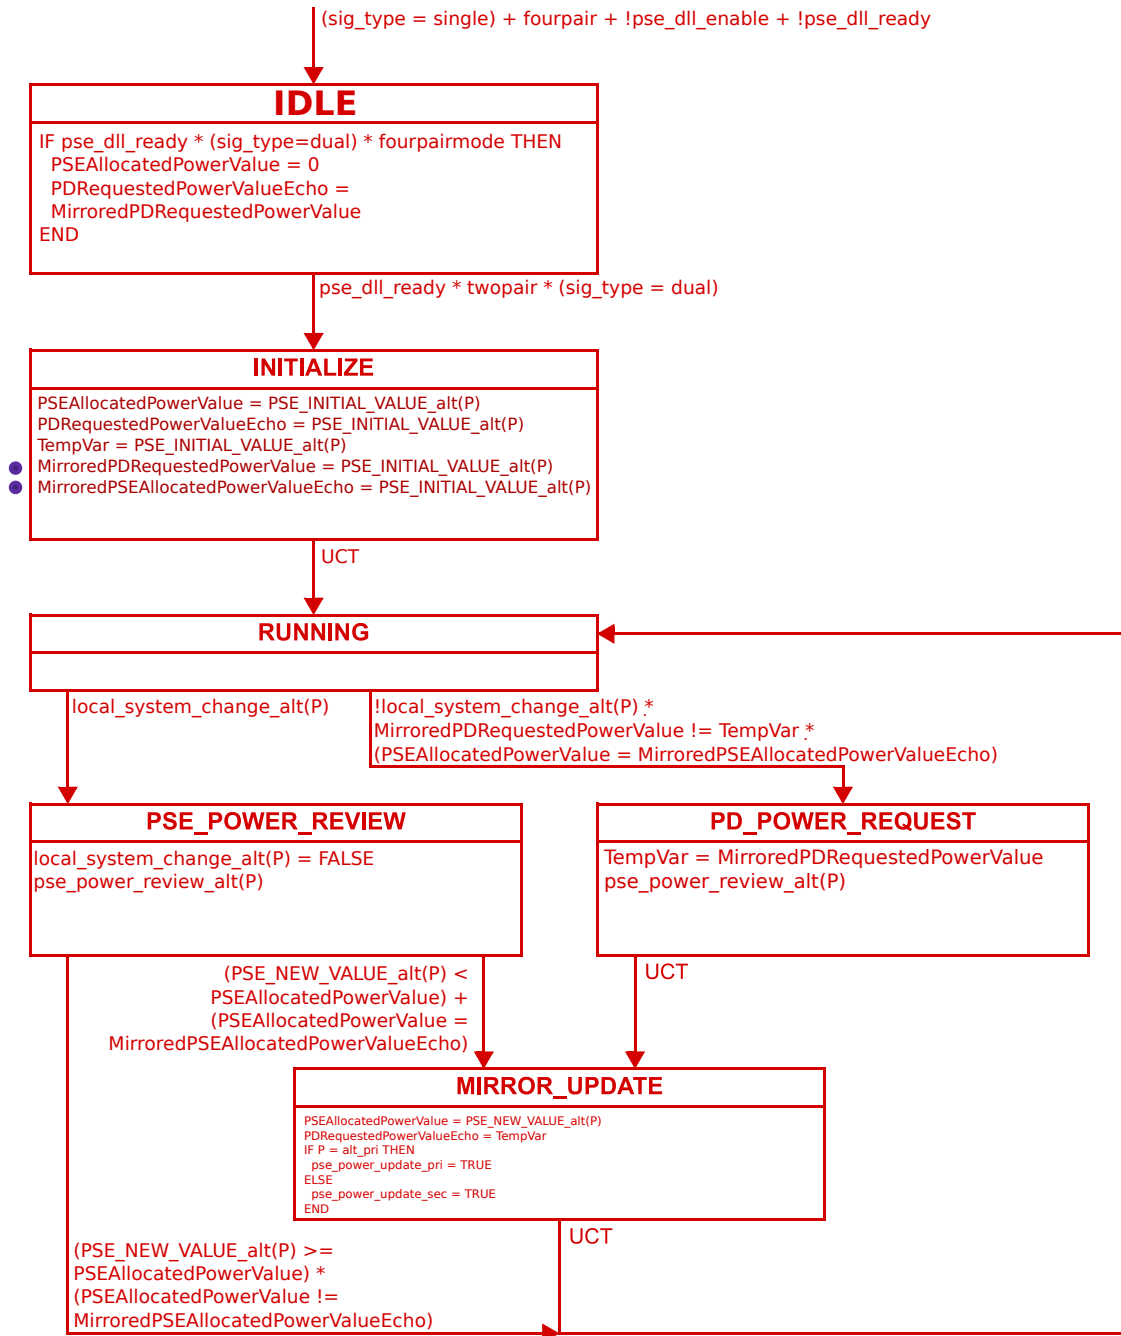 (sig_type = single) + fourpair + !pse_dll_enable + !pse_dll_ready
IDLE
IF pse_dll_ready * (sig_type=dual) * fourpairmode THEN
PSEAllocatedPowerValue = 0
PDRequestedPowerValueEcho =
MirroredPDRequestedPowerValue
END
pse_dll_ready * twopair * (sig_type = dual)
INITIALIZE
PSEAllocatedPowerValue = PSE_INITIAL_VALUE_alt(P)
PDRequestedPowerValueEcho = PSE_INITIAL_VALUE_alt(P)
TempVar = PSE_INITIAL_VALUE_alt(P)
MirroredPDRequestedPowerValue = PSE_INITIAL_VALUE_alt(P)
MirroredPSEAllocatedPowerValueEcho = PSE_INITIAL_VALUE_alt(P)
UCT
RUNNING
local_system_change_alt(P)
!local_system_change_alt(P) *
MirroredPDRequestedPowerValue != TempVar *
(PSEAllocatedPowerValue = MirroredPSEAllocatedPowerValueEcho)
PSE_POWER_REVIEW
local_system_change_alt(P) = FALSE
pse_power_review_alt(P)
PD_POWER_REQUEST
TempVar = MirroredPDRequestedPowerValue
pse_power_review_alt(P)
(PSE_NEW_VALUE_alt(P) <
PSEAllocatedPowerValue) +
(PSEAllocatedPowerValue =
MirroredPSEAllocatedPowerValueEcho)
UCT
MIRROR_UPDATE
PSEAllocatedPowerValue = PSE_NEW_VALUE_alt(P)
PDRequestedPowerValueEcho = TempVar
IF P = alt_pri THEN
pse_power_update_pri = TRUE
ELSE
pse_power_update_sec = TRUE
END
UCT
(PSE_NEW_VALUE_alt(P) >=
PSEAllocatedPowerValue) *
(PSEAllocatedPowerValue !=
MirroredPSEAllocatedPowerValueEcho)